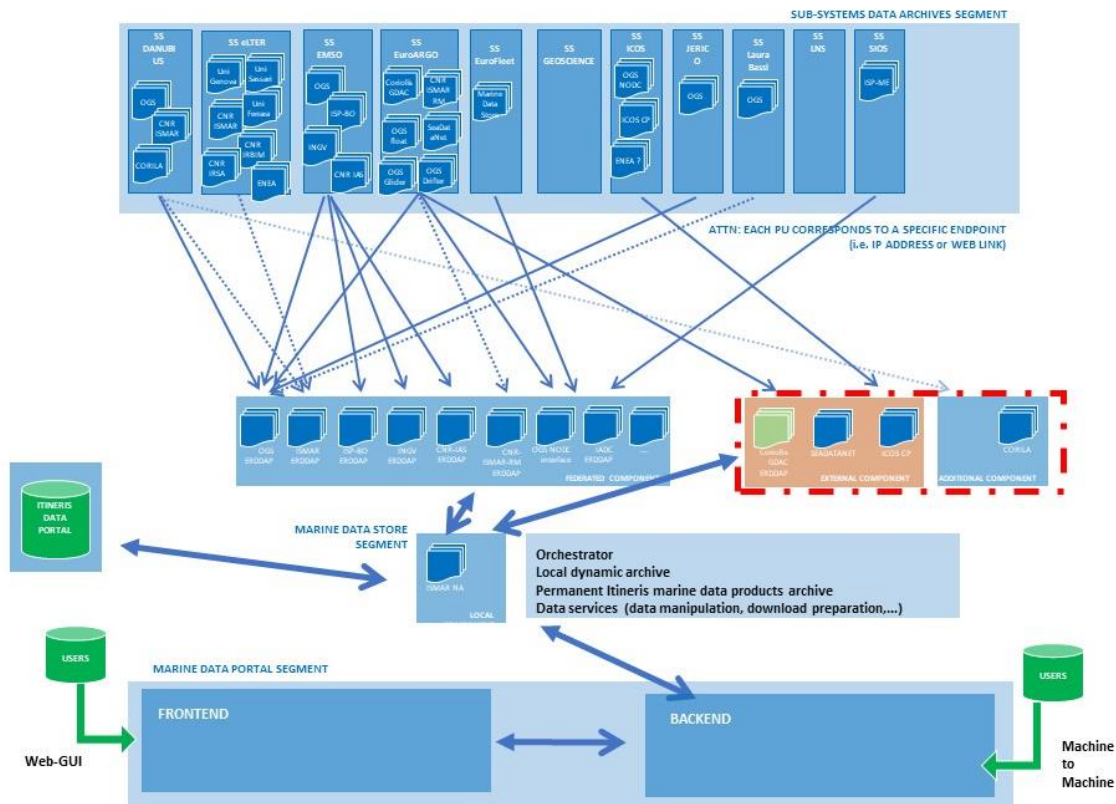 SUB-SYSTEMS DATA ARCHIVES SEGMENT
SS
DANUBI
US
OGS
CNR
ISMAR
CORILA
SS eLTER
Uni
Genova
Uni
Sassari
CNR
ISMAR
Uni
Ferrara
CNR
IRSA
CNR
IRBIM
ENEA
SS
EMSO
OGS
ISP-BO
INGV
CNR IAS
SS
EuroARGO
Coriolis
GDAC
CNR
ISMAR
RM
OGS
float
SeaDat
aNet
OGS
Glider
OGS
Drifter
SS
EuroFleet
Marine
Data
Store
SS
GEOSCIENCE
SS
ICOS
OGS
NODC
ICOS CP
ENEA ?
SS
JERIC
O
OGS
SS
Laura
Bassi
OGS
SS
LNS
SS
SIOS
ISP-ME
ATTN: EACH PU CORRESPONDS TO A SPECIFIC ENDPOINT
(i.e. IP ADDRESS or WEB LINK)
OGS
ERDDAP
ISMAR
ERDDAP
ISP-BO
ERDDAP
INGV
ERDDAP
CNR-IAS
ERDDAP
CNR-
ISMAR-RM
ERDDAP
OGS NODC
interface
IADC
ERDDAP
....
FEDERATED COMPONENT
Coriolis
GDAC
ERDDAP
SEADATANET
ICOS CP
EXTERNAL COMPONENT
CORILA
ADDITIONAL COMPONENT
ITINERIS
DATA
PORTAL
MARINE DATA STORE
SEGMENT
ISMAR NA
LOCAL
Orchestrator
Local dynamic archive
Permanent Itineris marine data products archive
Data services (data manipulation, download preparation,...)
USERS
MARINE DATA PORTAL SEGMENT
USERS
FRONTEND
BACKEND
Web-GUI
Machine
to
Machine